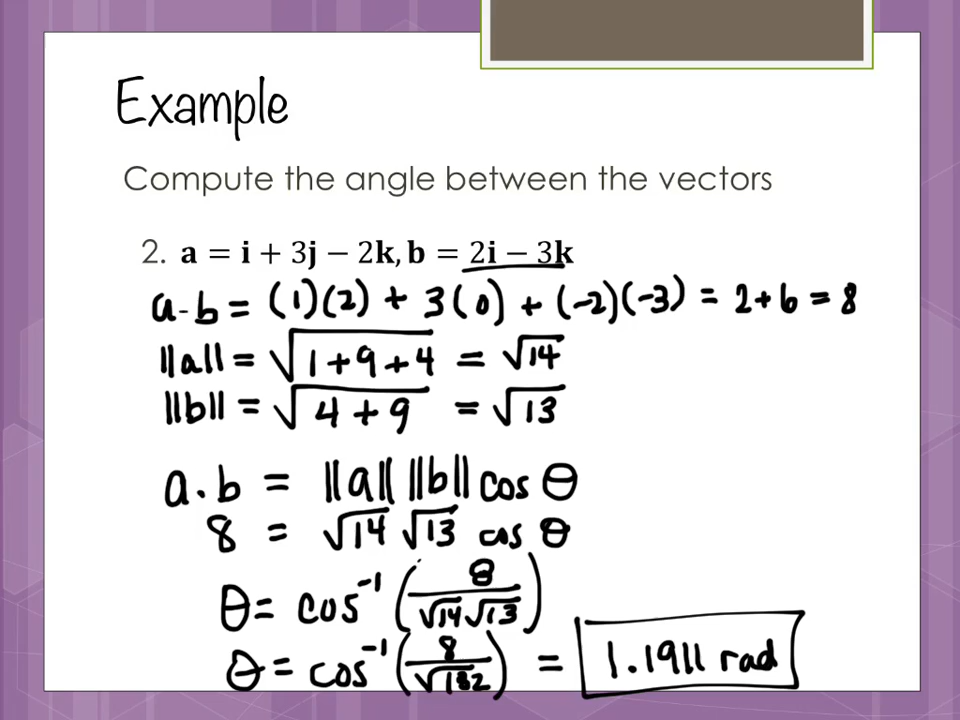 Example
Compute the angle between the vectors
2. a = i + 3j − 2k, b = 2i − 3k
a·b = (1)(2) + 3(0) + (-2)(-3) = 2+6 = 8
||a|| = √(1+9+4) = √14
||b|| = √(4+9) = √13
a·b = ||a|| ||b|| cos θ
8 = √14 √13 cos θ
θ = cos⁻¹ (8/(√14√13))
θ = cos⁻¹ (8/√182) = 1.1911 rad